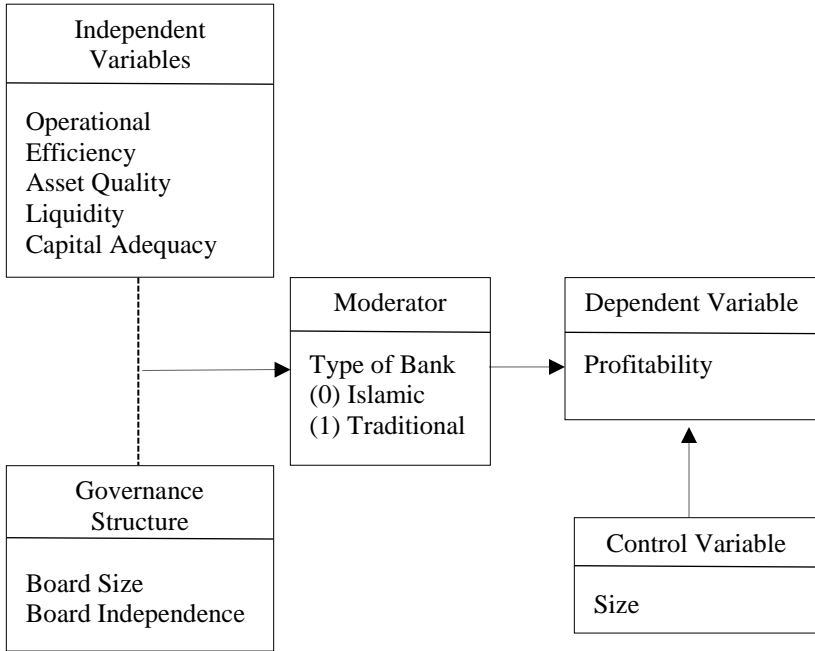 Independent
Variables
Operational
Efficiency
Asset Quality
Liquidity
Capital Adequacy
Moderator
Type of Bank
(0) Islamic
(1) Traditional
Dependent Variable
Profitability
Governance
Structure
Board Size
Board Independence
Control Variable
Size